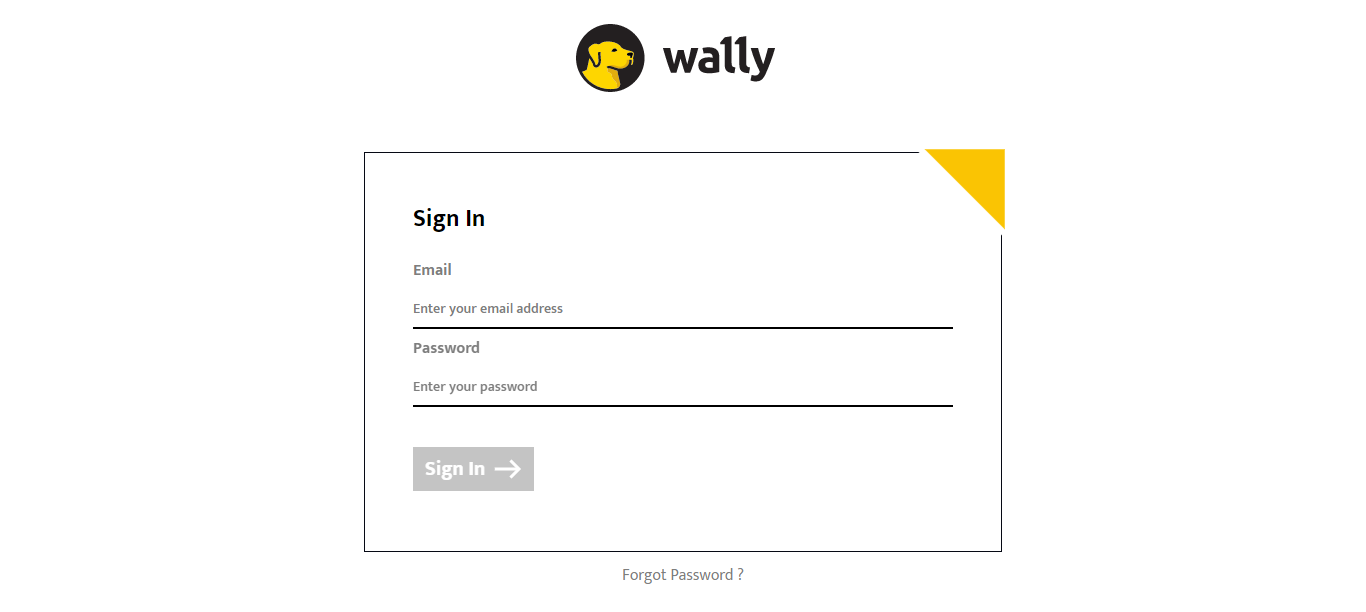 wally
Sign In
Email
Enter your email address
Password
Enter your password
Sign In
Forgot Password ?